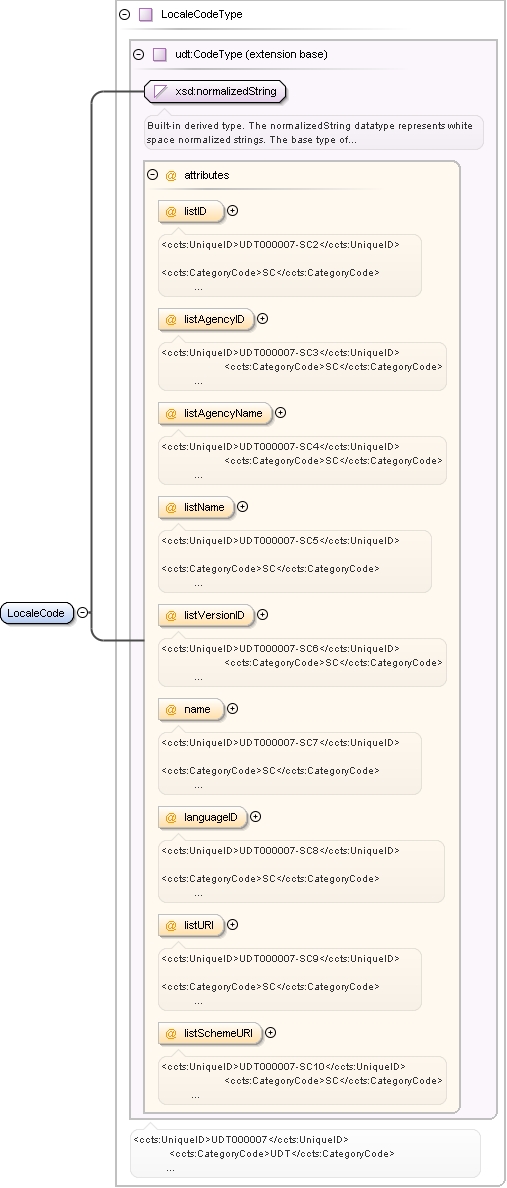 LocaleCodeType
udt:CodeType (extension base)
xsd:normalizedString
Built-in derived type. The normalizedString datatype represents white
space normalized strings. The base type of...
@ attributes
@ listID
<ccts:UniqueID>UDT000007-SC2</ccts:UniqueID>
<ccts:CategoryCode>SC</ccts:CategoryCode>
...
@ listAgencyID
<ccts:UniqueID>UDT000007-SC3</ccts:UniqueID>
<ccts:CategoryCode>SC</ccts:CategoryCode>
...
@ listAgencyName
<ccts:UniqueID>UDT000007-SC4</ccts:UniqueID>
<ccts:CategoryCode>SC</ccts:CategoryCode>
...
@ listName
<ccts:UniqueID>UDT000007-SC5</ccts:UniqueID>
<ccts:CategoryCode>SC</ccts:CategoryCode>
...
LocaleCode
@ listVersionID
<ccts:UniqueID>UDT000007-SC6</ccts:UniqueID>
<ccts:CategoryCode>SC</ccts:CategoryCode>
...
@ name
<ccts:UniqueID>UDT000007-SC7</ccts:UniqueID>
<ccts:CategoryCode>SC</ccts:CategoryCode>
...
@ languageID
<ccts:UniqueID>UDT000007-SC8</ccts:UniqueID>
<ccts:CategoryCode>SC</ccts:CategoryCode>
...
@ listURI
<ccts:UniqueID>UDT000007-SC9</ccts:UniqueID>
<ccts:CategoryCode>SC</ccts:CategoryCode>
...
@ listSchemeURI
<ccts:UniqueID>UDT000007-SC10</ccts:UniqueID>
<ccts:CategoryCode>SC</ccts:CategoryCode>
...
<ccts:UniqueID>UDT000007</ccts:UniqueID>
<ccts:CategoryCode>UDT</ccts:CategoryCode>
...